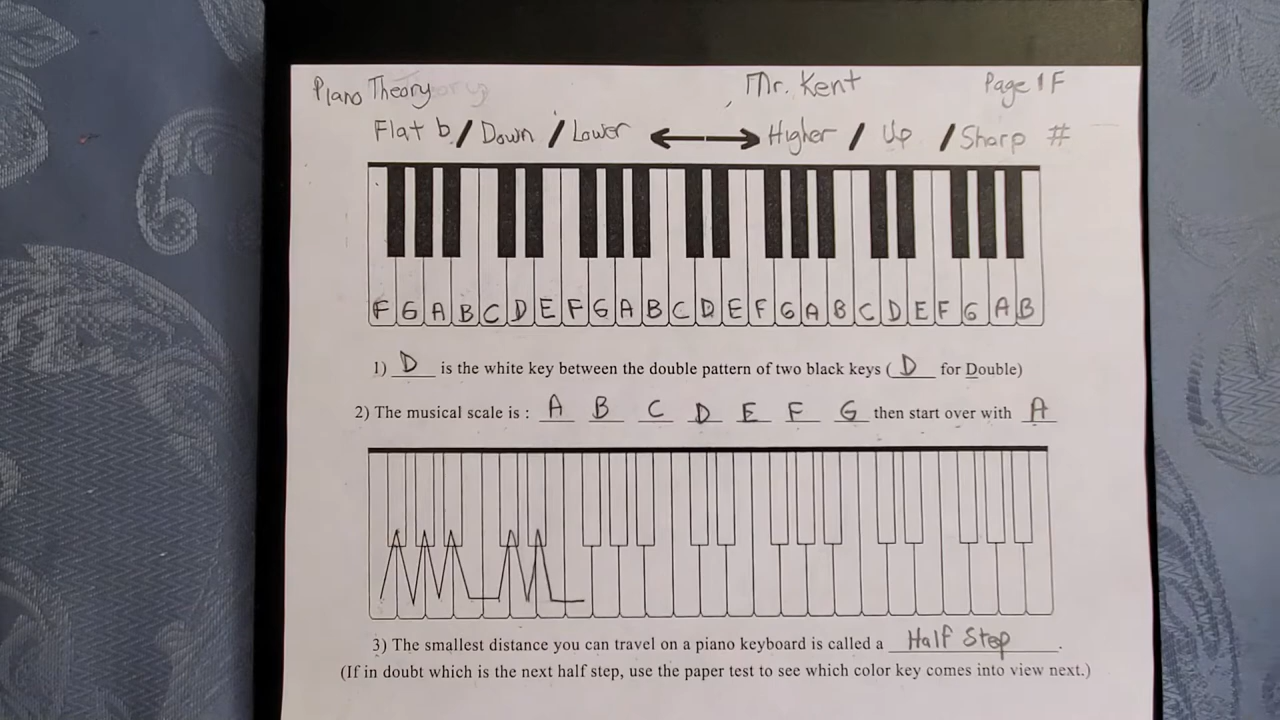 Piano Theory Mr. Kent Page 1F
Flat b / Down / Lower Higher / Up / Sharp #
F G A B C D E F G A B C D E F G A B C D E F G A B
1) D is the white key between the double pattern of two black keys ( D for Double)
2) The musical scale is : A B C D E F G then start over with A
3) The smallest distance you can travel on a piano keyboard is called a Half Step.
(If in doubt which is the next half step, use the paper test to see which color key comes into view next.)